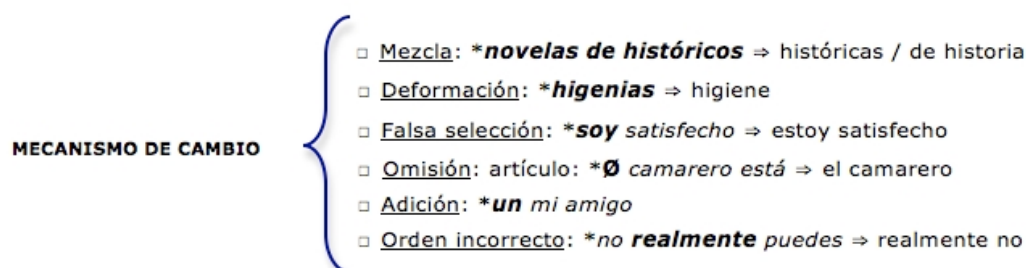 □ Mezcla: *novelas de históricos ⇒ históricas / de historia
□ Deformación: *higenias ⇒ higiene
□ Falsa selección: *soy satisfecho ⇒ estoy satisfecho
MECANISMO DE CAMBIO
□ Omisión: artículo: *Ø camarero está ⇒ el camarero
□ Adición: *un mi amigo
□ Orden incorrecto: *no realmente puedes ⇒ realmente no